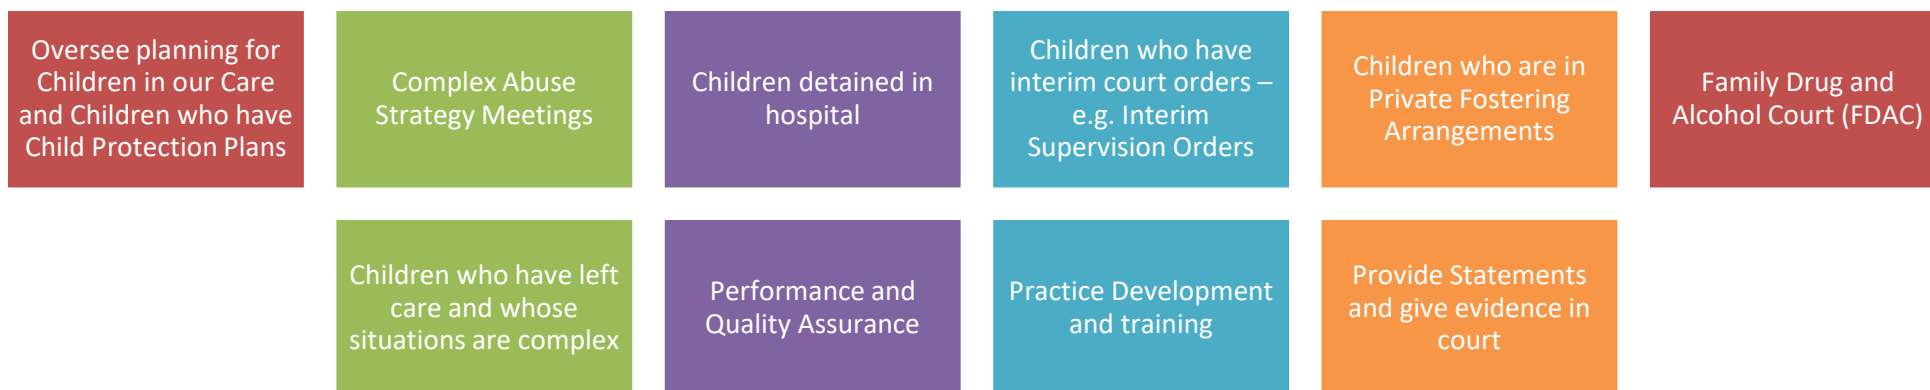 Oversee planning for
Children in our Care
and Children who have
Child Protection Plans
Complex Abuse
Strategy Meetings
Children detained in
hospital
Children who have
interim court orders –
e.g. Interim
Supervision Orders
Children who are in
Private Fostering
Arrangements
Family Drug and
Alcohol Court (FDAC)
Children who have left
care and whose
situations are complex
Performance and
Quality Assurance
Practice Development
and training
Provide Statements
and give evidence in
court